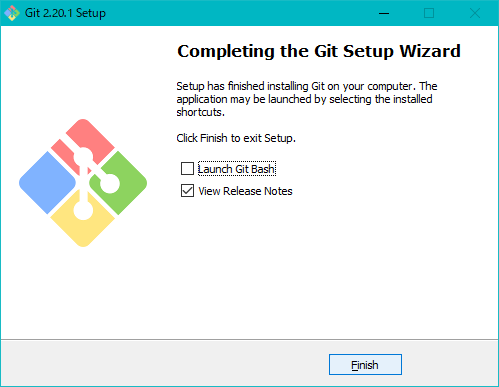 Git 2.20.1 Setup
Completing the Git Setup Wizard
Setup has finished installing Git on your computer. The
application may be launched by selecting the installed
shortcuts.
Click Finish to exit Setup.
Launch Git Bash
View Release Notes
Finish